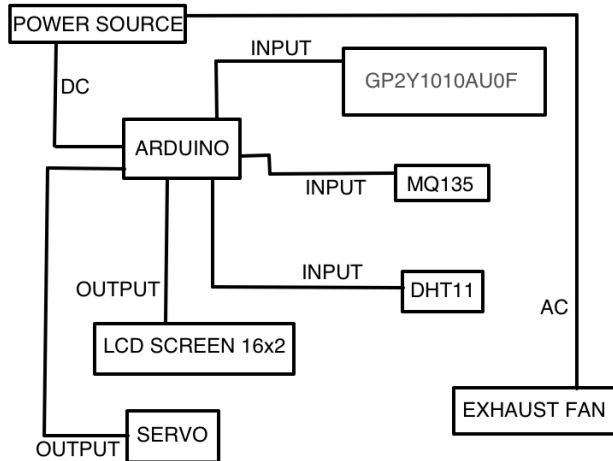 POWER SOURCE
INPUT
GP2Y1010AU0F
DC
ARDUINO
INPUT
MQ135
INPUT
DHT11
OUTPUT
AC
LCD SCREEN 16x2
EXHAUST FAN
SERVO
OUTPUT